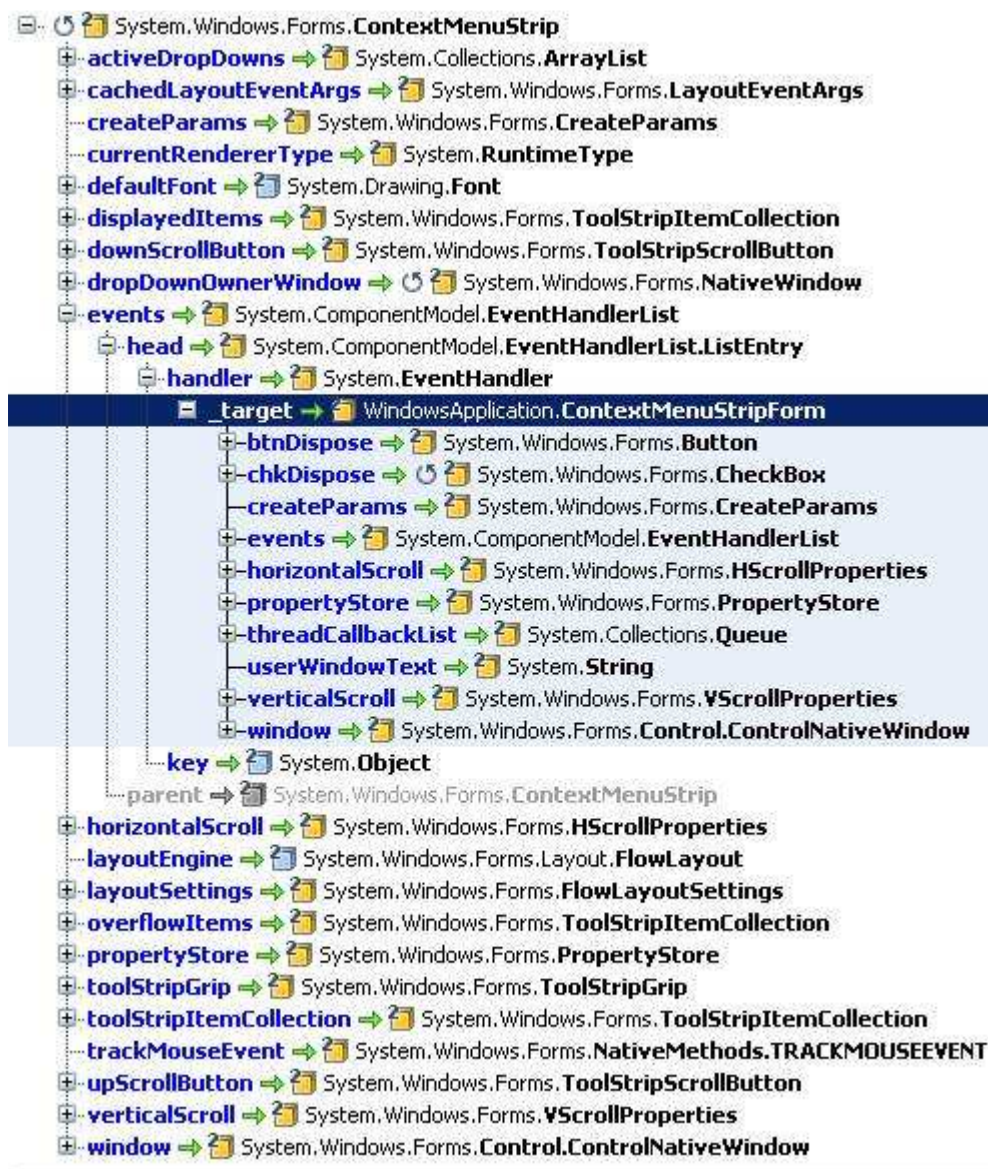 System.Windows.Forms.ContextMenuStrip
activeDropDowns System.Collections.ArrayList
cachedLayoutEventArgs System.Windows.Forms.LayoutEventArgs
createParams System.Windows.Forms.CreateParams
currentRendererType System.RuntimeType
defaultFont System.Drawing.Font
displayedItems System.Windows.Forms.ToolStripItemCollection
downScrollButton System.Windows.Forms.ToolStripScrollButton
dropDownOwnerWindow System.Windows.Forms.NativeWindow
events System.ComponentModel.EventHandlerList
head System.ComponentModel.EventHandlerList.ListEntry
handler System.EventHandler
_target WindowsApplication.ContextMenuStripForm
btnDispose System.Windows.Forms.Button
chkDispose System.Windows.Forms.CheckBox
createParams System.Windows.Forms.CreateParams
events System.ComponentModel.EventHandlerList
horizontalScroll System.Windows.Forms.HScrollProperties
propertyStore System.Windows.Forms.PropertyStore
threadCallbackList System.Collections.Queue
userWindowText System.String
verticalScroll System.Windows.Forms.VScrollProperties
window System.Windows.Forms.Control.ControlNativeWindow
key System.Object
parent System.Windows.Forms.ContextMenuStrip
horizontalScroll System.Windows.Forms.HScrollProperties
layoutEngine System.Windows.Forms.Layout.FlowLayout
layoutSettings System.Windows.Forms.FlowLayoutSettings
overflowItems System.Windows.Forms.ToolStripItemCollection
propertyStore System.Windows.Forms.PropertyStore
toolStripGrip System.Windows.Forms.ToolStripGrip
toolStripItemCollection System.Windows.Forms.ToolStripItemCollection
trackMouseEvent System.Windows.Forms.NativeMethods.TRACKMOUSEEVENT
upScrollButton System.Windows.Forms.ToolStripScrollButton
verticalScroll System.Windows.Forms.VScrollProperties
window System.Windows.Forms.Control.ControlNativeWindow